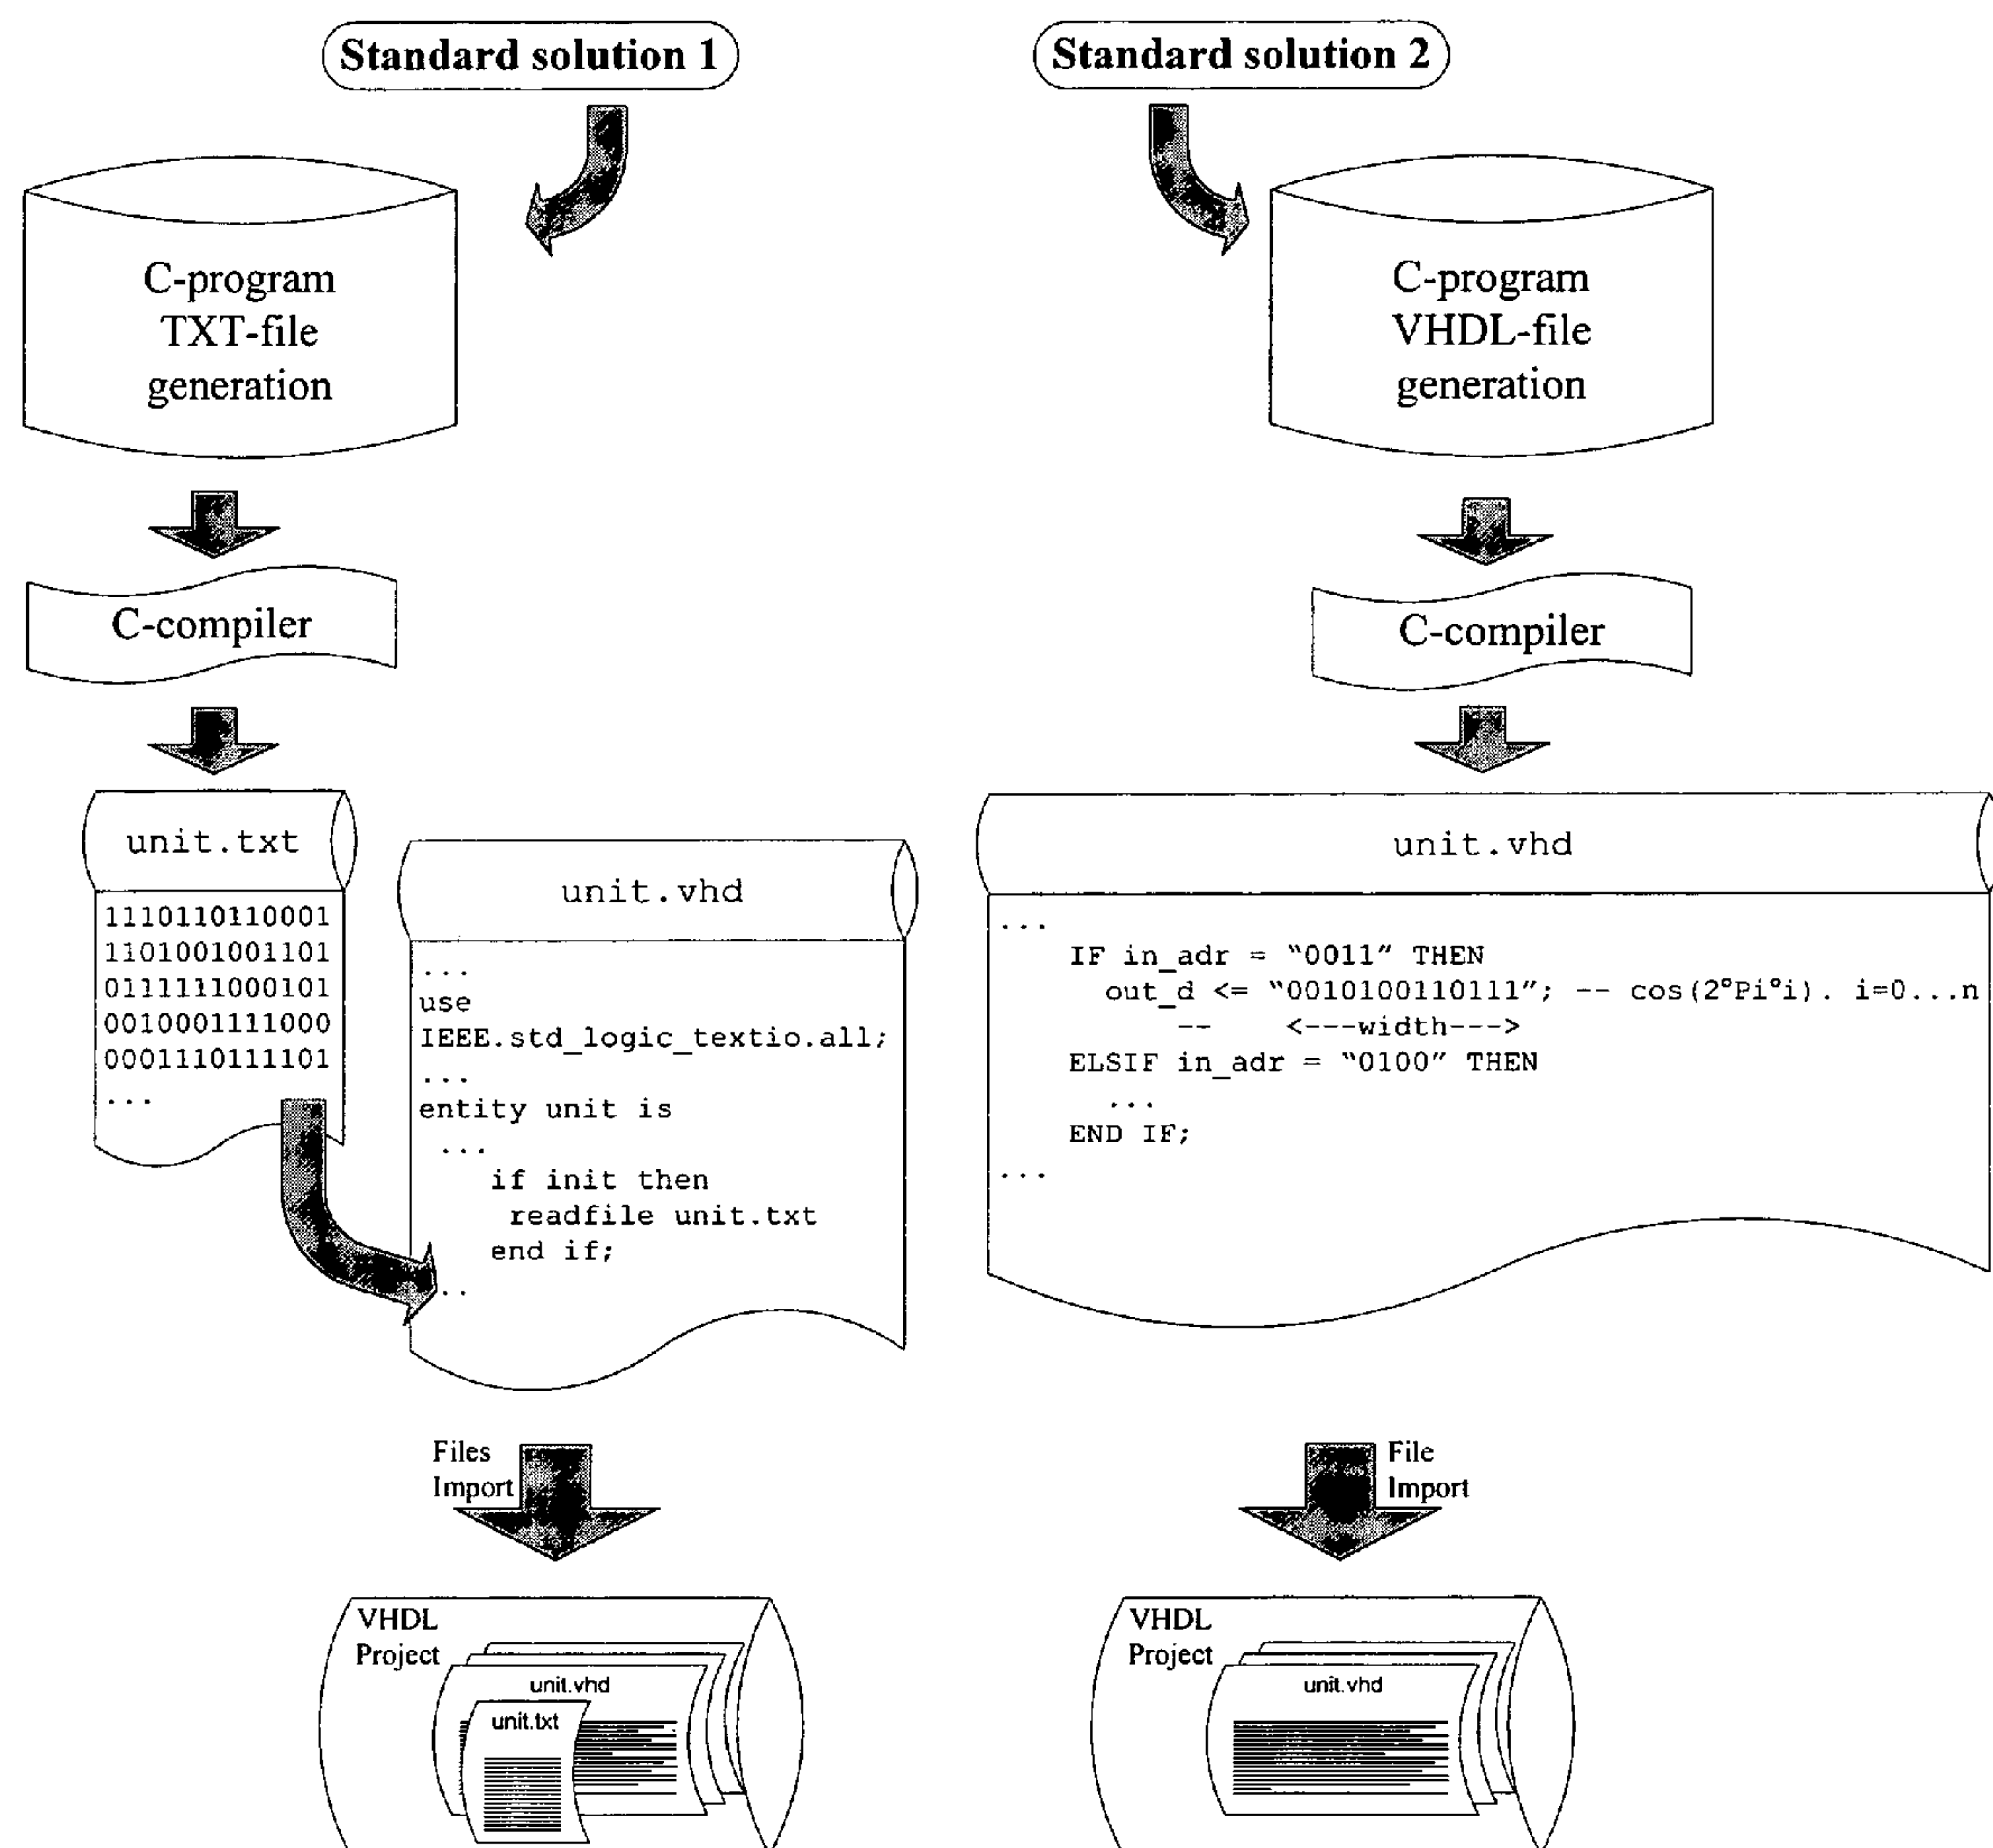 Standard solution 1
C-program
TXT-file
generation
C-compiler
unit.txt
1110110110001
1101001001101
0111111000101
0010001111000
0001110111101
...
unit.vhd
...
use
IEEE.std_logic_textio.all;
...
entity unit is
...
if init then
readfile unit.txt
end if;
..
Files
Import
VHDL
Project
unit.vhd
unit.txt
Standard solution 2
C-program
VHDL-file
generation
C-compiler
unit.vhd
...
IF in_adr = “0011” THEN
out_d <= “0010100110111”; -- cos(2°Pi°i). i=0...n
-- <---width--->
ELSIF in_adr = “0100” THEN
...
END IF;
...
File
Import
VHDL
Project
unit.vhd